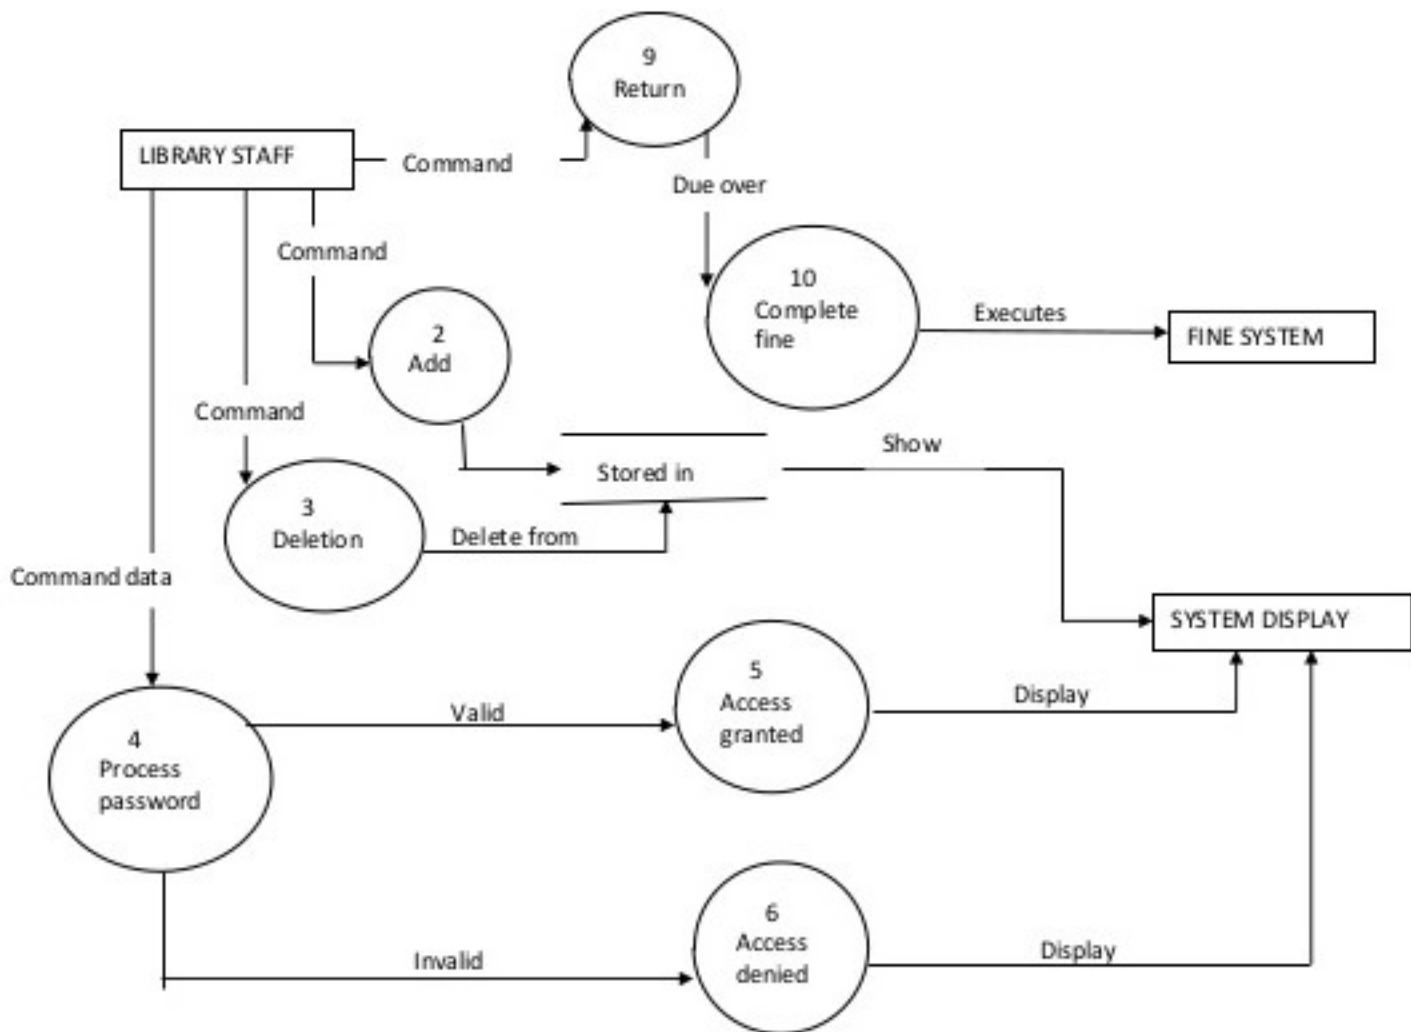 9
Return
LIBRARY STAFF
Command
Due over
Command
10
Complete
fine
Executes
FINE SYSTEM
2
Add
Command
Show
Stored in
3
Deletion
Delete from
Command data
SYSTEM DISPLAY
5
Access
granted
Display
Valid
4
Process
password
6
Access
denied
Display
Invalid